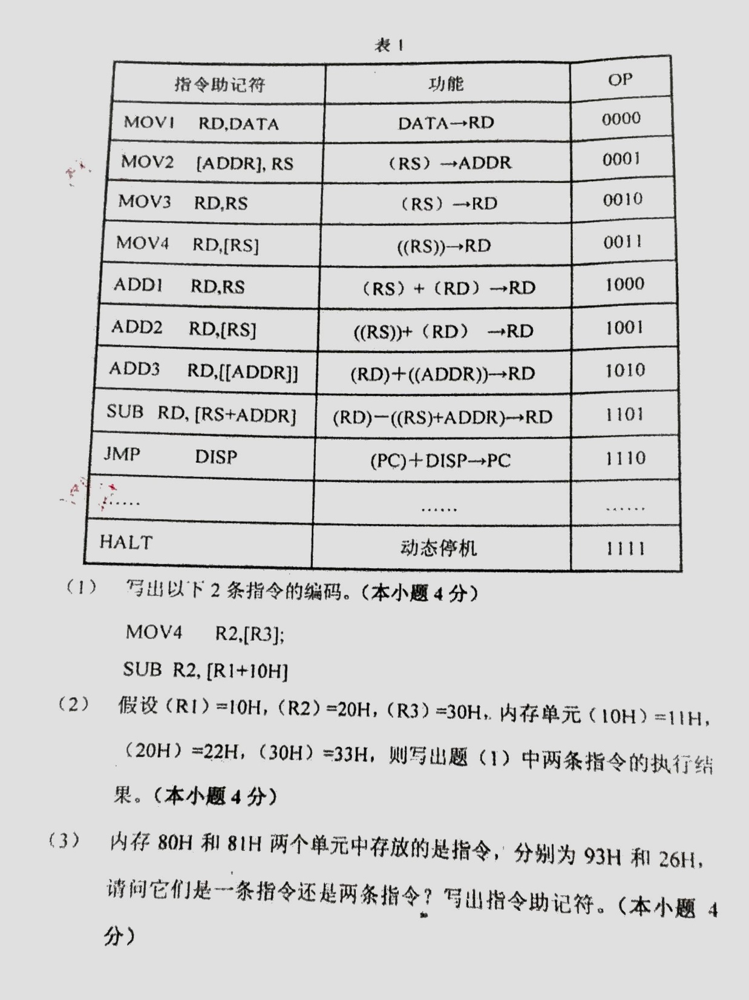 表 1
指令助记符 功能 OP
MOV1 RD,DATA DATA→RD 0000
MOV2 [ADDR], RS （RS）→ADDR 0001
MOV3 RD,RS （RS）→RD 0010
MOV4 RD,[RS] ((RS))→RD 0011
ADD1 RD,RS （RS）+（RD）→RD 1000
ADD2 RD,[RS] ((RS))+（RD） →RD 1001
ADD3 RD,[[ADDR]] (RD)+((ADDR))→RD 1010
SUB RD, [RS+ADDR] (RD)－((RS)+ADDR)→RD 1101
JMP DISP (PC)+DISP→PC 1110
…… …… ……
HALT 动态停机 1111
（1） 写出以下 2 条指令的编码。（本小题 4 分）
MOV4 R2,[R3];
SUB R2, [R1+10H]
（2） 假设（R1）=10H,（R2）=20H,（R3）=30H, 内存单元（10H）=11H,
（20H）=22H,（30H）=33H, 则写出题（1）中两条指令的执行结
果。（本小题 4 分）
（3） 内存 80H 和 81H 两个单元中存放的是指令，分别为 93H 和 26H,
请问它们是一条指令还是两条指令？写出指令助记符。（本小题 4
分）